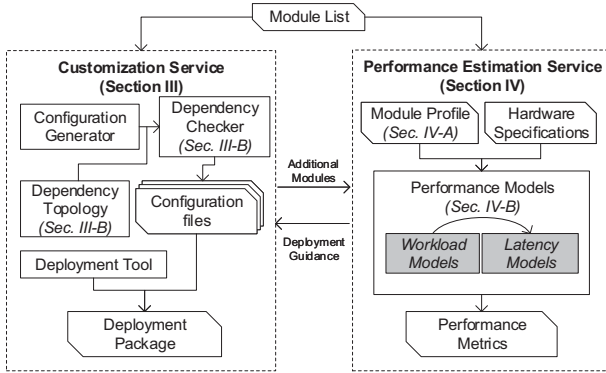 Module List
Customization Service
(Section III)
Configuration
Generator
Dependency
Checker
(Sec. III-B)
Dependency
Topology
(Sec. III-B)
Configuration
files
Deployment Tool
Deployment
Package
Additional
Modules
Deployment
Guidance
Performance Estimation Service
(Section IV)
Module Profile
(Sec. IV-A)
Hardware
Specifications
Performance Models
(Sec. IV-B)
Workload
Models
Latency
Models
Performance
Metrics